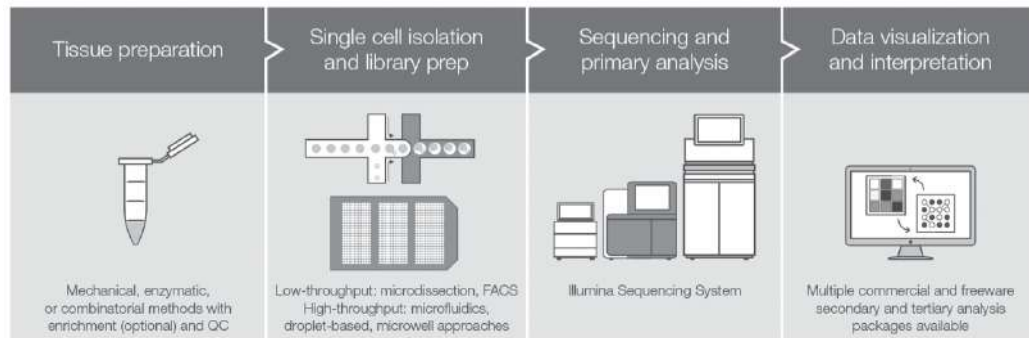 Tissue preparation
Single cell isolation
and library prep
Sequencing and
primary analysis
Data visualization
and interpretation
Mechanical, enzymatic,
or combinatorial methods with
enrichment (optional) and QC
Low-throughput: microdissection, FACS
High-throughput: microfluidics,
droplet-based, microwell approaches
Illumina Sequencing System
Multiple commercial and freeware
secondary and tertiary analysis
packages available